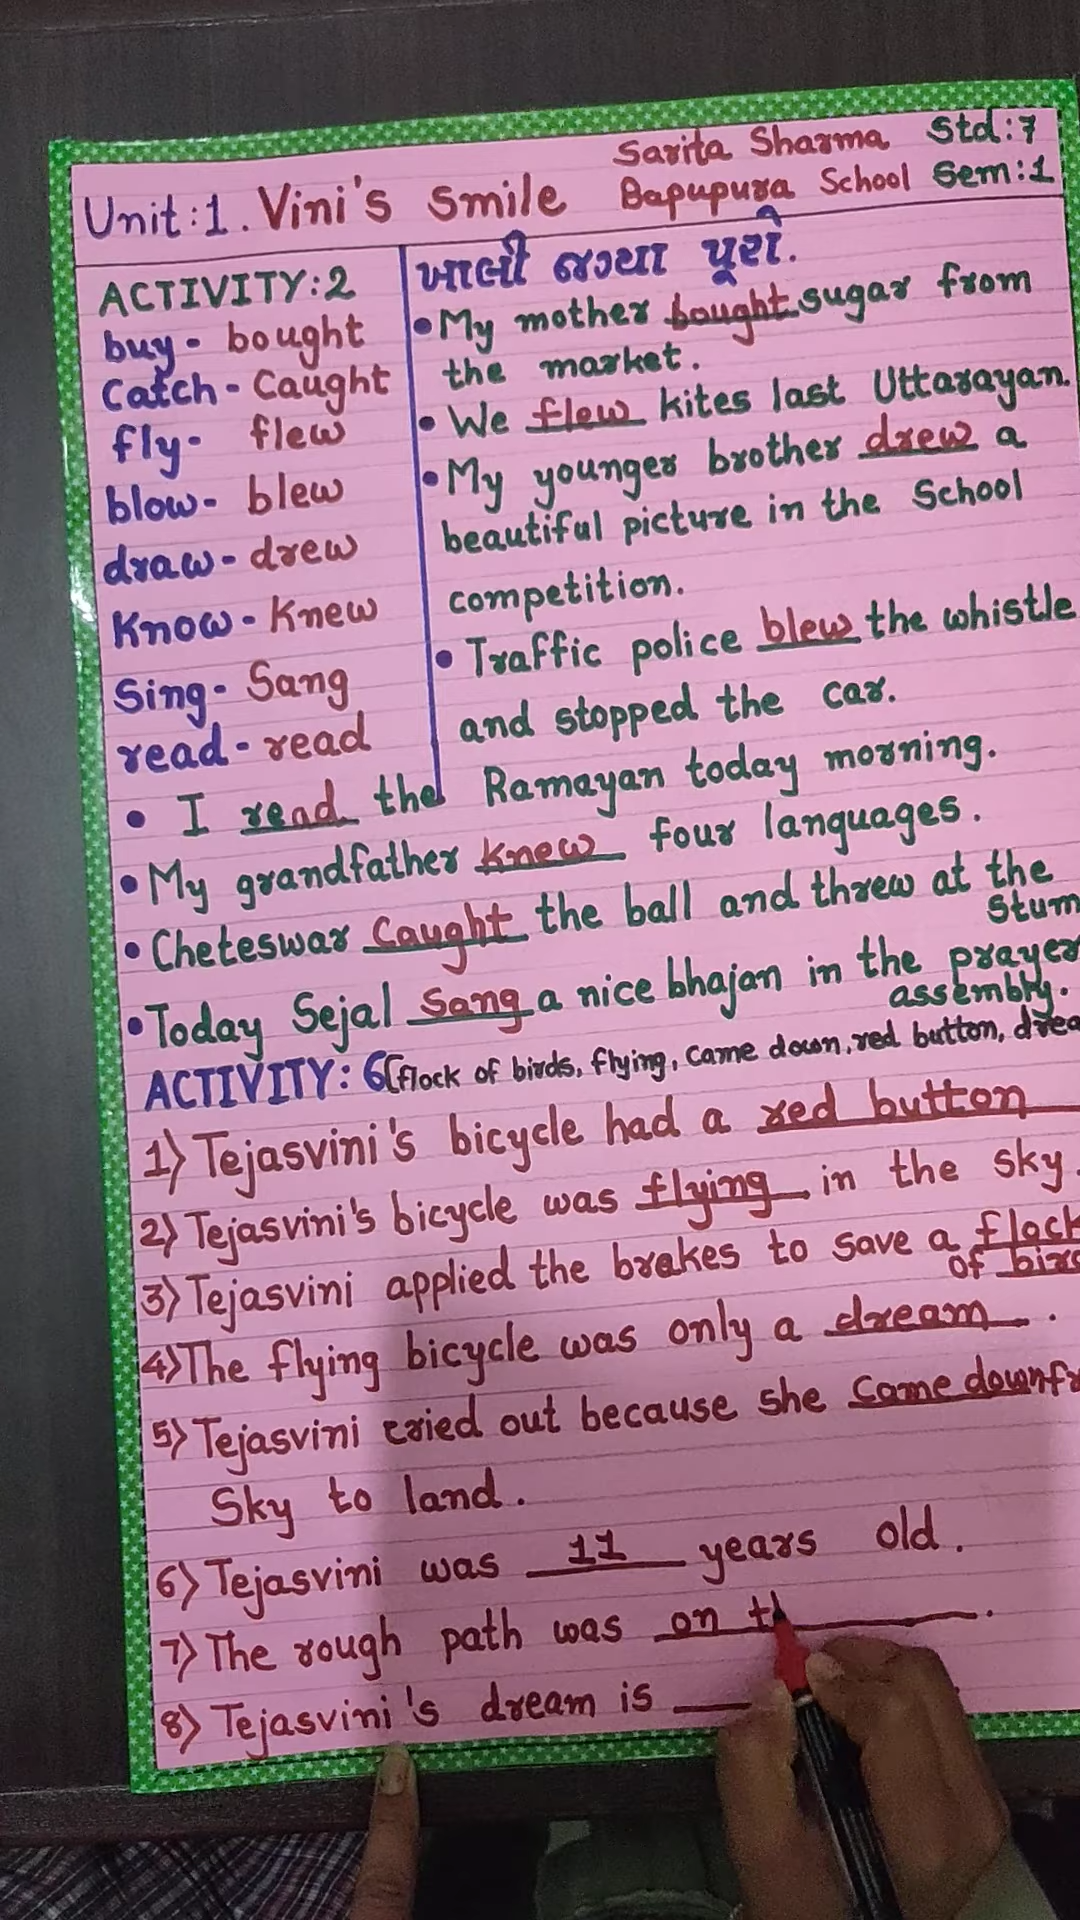 Sarita Sharma Std:7
Unit:1. Vini's Smile Bapupura School Sem:1
ACTIVITY:2
buy - bought
Catch - Caught
fly - flew
blow - blew
draw - drew
Know - Knew
Sing - Sang
read - read
ખાલી જગ્યા પૂરો.
• My mother bought sugar from
the market.
• We flew kites last Uttarayan.
• My younger brother drew a
beautiful picture in the School
competition.
• Traffic police blew the whistle
and stopped the car.
• I read the Ramayan today morning.
• My grandfather knew four languages.
• Cheteswar Caught the ball and threw at the
Stum
• Today Sejal Sang a nice bhajan in the prayer
assembly.
ACTIVITY: 6 [flock of birds, flying, came down, red button, drea
1) Tejasvini's bicycle had a red button
2) Tejasvini's bicycle was flying in the sky.
3) Tejasvini applied the brakes to save a flock
of bird
4) The flying bicycle was only a dream.
5) Tejasvini cried out because she Came down fr
Sky to land.
6) Tejasvini was 11 years old.
7) The rough path was on t .
8) Tejasvini's dream is